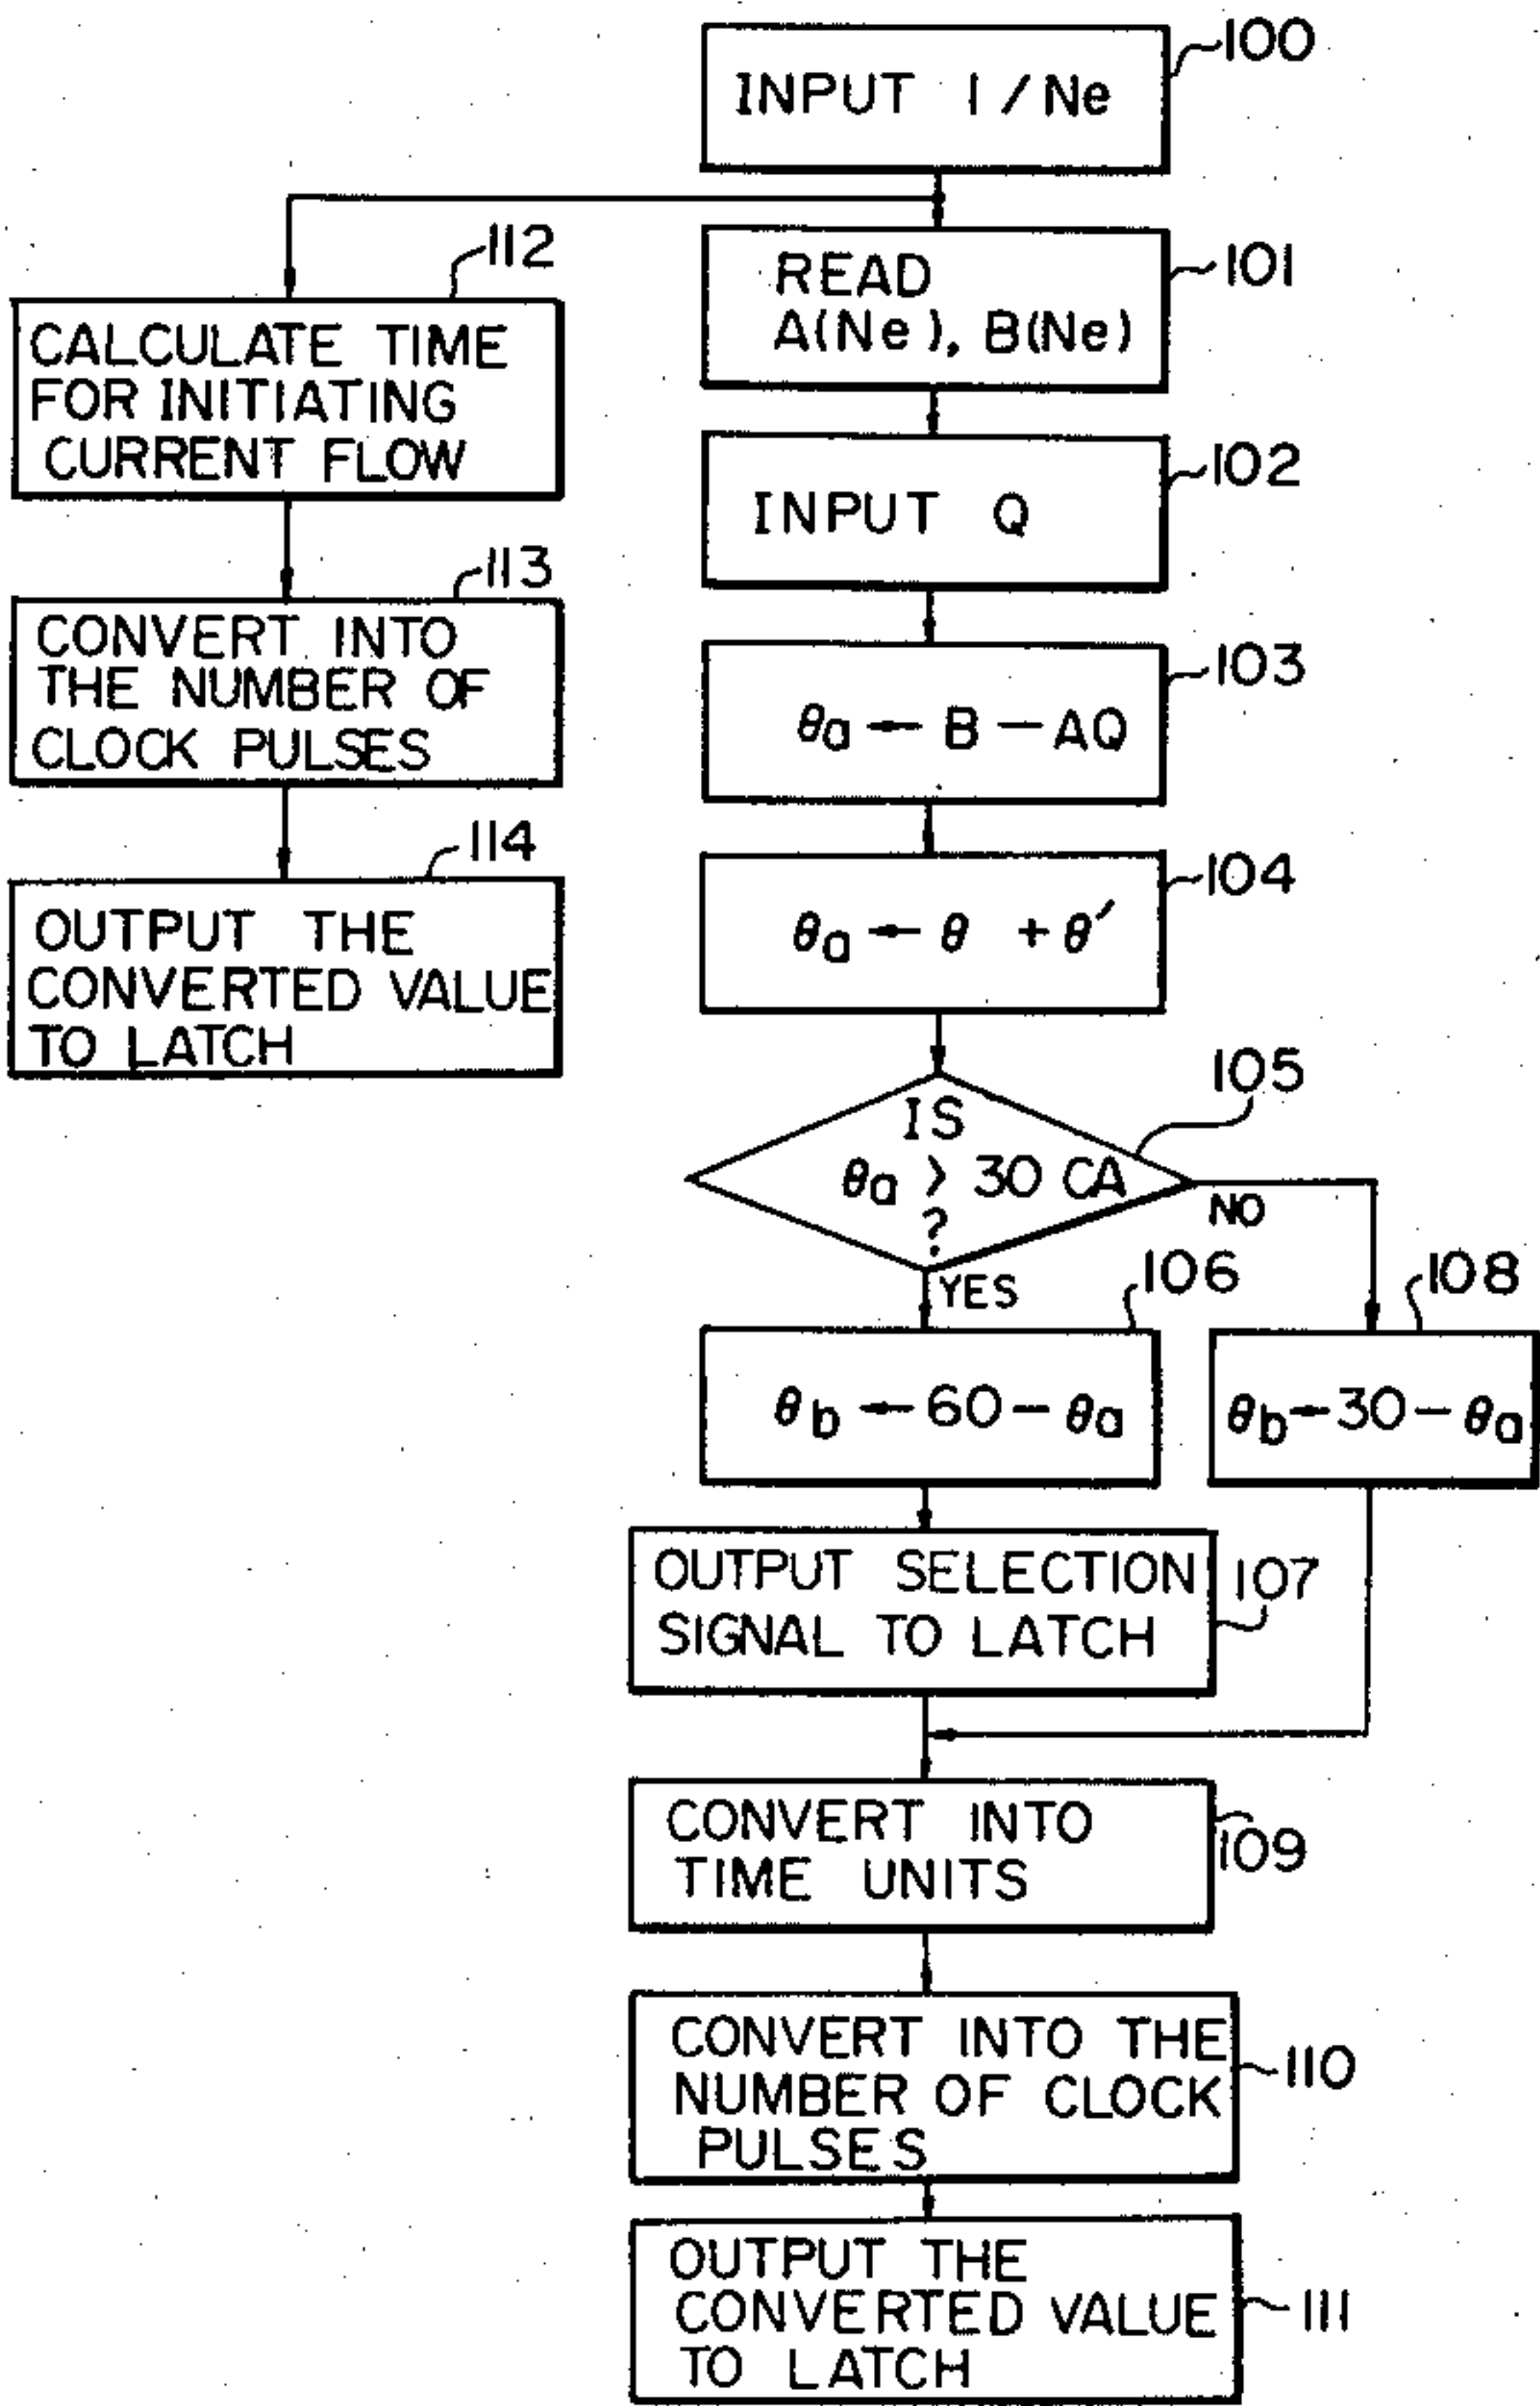 100
INPUT 1/Ne
101
READ
A(Ne), B(Ne)
102
INPUT Q
103
θa ← B — AQ
104
θa ← θ + θ′
105
IS
θa > 30 CA
?
NO
YES
106
θb ← 60 − θa
108
θb ← 30 − θa
107
OUTPUT SELECTION
SIGNAL TO LATCH
109
CONVERT INTO
TIME UNITS
110
CONVERT INTO THE
NUMBER OF CLOCK
PULSES
111
OUTPUT THE
CONVERTED VALUE
TO LATCH
112
CALCULATE TIME
FOR INITIATING
CURRENT FLOW
113
CONVERT INTO
THE NUMBER OF
CLOCK PULSES
114
OUTPUT THE
CONVERTED VALUE
TO LATCH